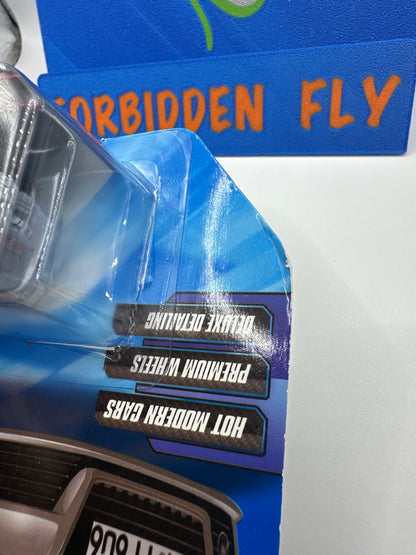 FORBIDDEN FLY
DELUXE DETAILING
PREMIUM WHEELS
HOT MODERN CARS